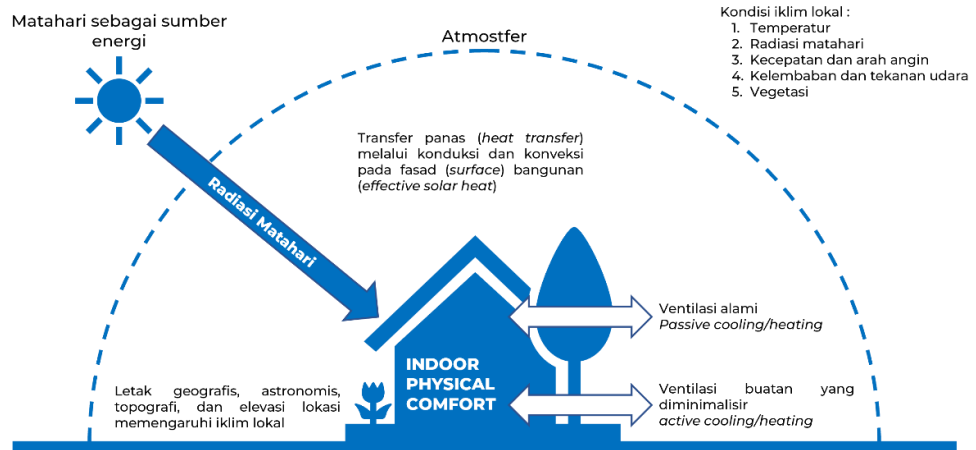 Matahari sebagai sumber
energi
Atmostfer
Kondisi iklim lokal :
1. Temperatur
2. Radiasi matahari
3. Kecepatan dan arah angin
4. Kelembaban dan tekanan udara
5. Vegetasi
Transfer panas (heat transfer)
melalui konduksi dan konveksi
pada fasad (surface) bangunan
(effective solar heat)
Radiasi Matahari
Ventilasi alami
Passive cooling/heating
INDOOR
PHYSICAL
COMFORT
Letak geografis, astronomis,
topografi, dan elevasi lokasi
memengaruhi iklim lokal
Ventilasi buatan yang
diminimalisir
active cooling/heating